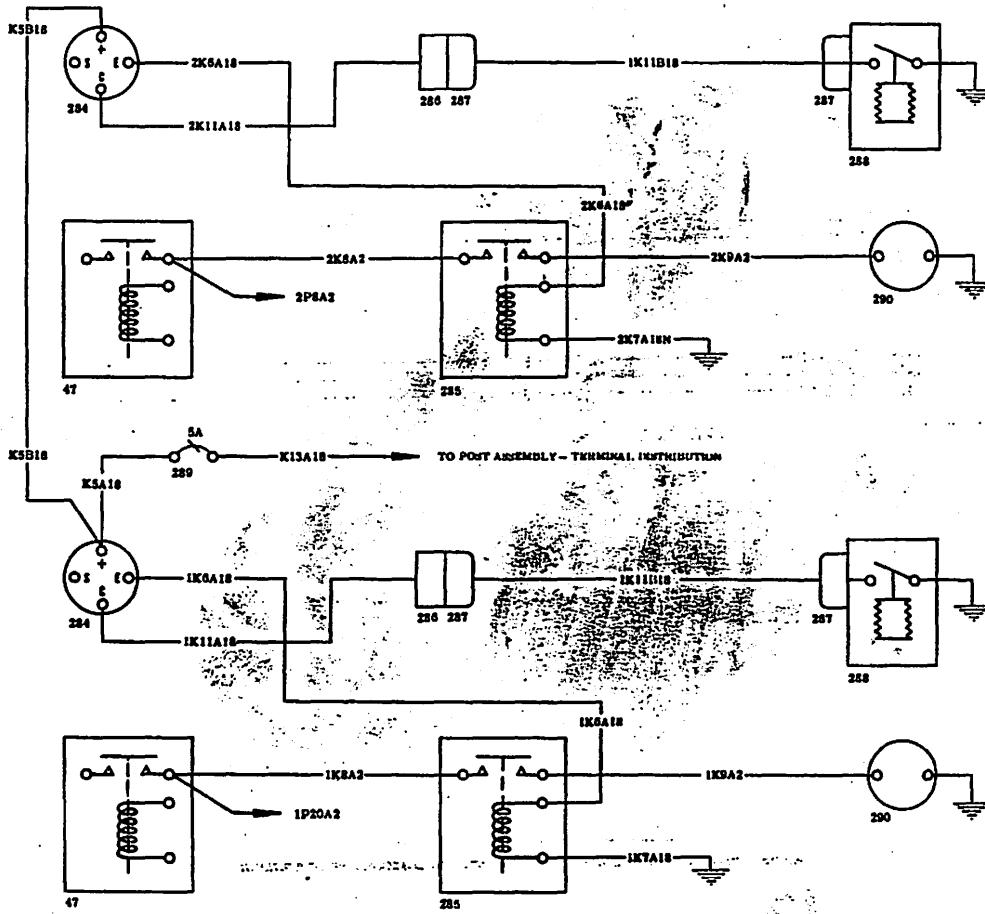 K5B18
+
S
E
C
284
2K6A18
2K11A18
286 287
1K11B18
287
288
2K6A18
2K8A2
2P8A2
47
285
2K9A2
290
2K7A18N
K5B18
5A
289
K13A18
TO POST ASSEMBLY - TERMINAL DISTRIBUTION
K5A18
+
S
E
C
284
1K6A18
1K11A18
286 287
1K11B18
287
288
1K6A18
1K8A2
1P20A2
47
285
1K9A2
290
1K7A18